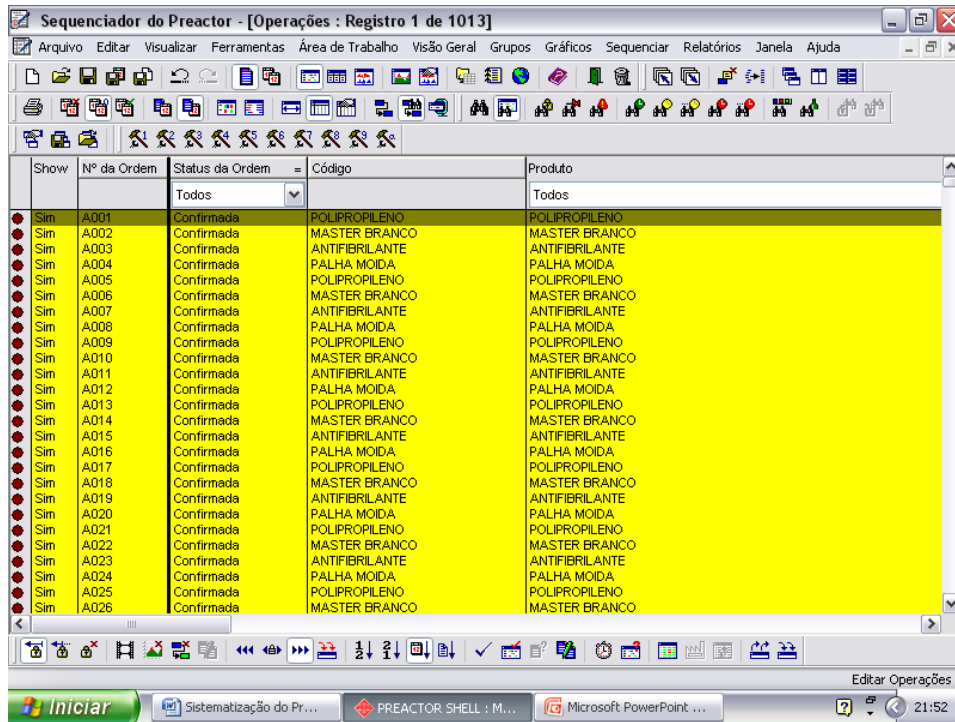 Sequenciador do Preactor - [Operações : Registro 1 de 1013]
Arquivo Editar Visualizar Ferramentas Área de Trabalho Visão Geral Grupos Gráficos Sequenciar Relatórios Janela Ajuda
Show Nº da Ordem Status da Ordem = Código Produto
Todos Todos
Sim A001 Confirmada POLIPROPILENO POLIPROPILENO
Sim A002 Confirmada MASTER BRANCO MASTER BRANCO
Sim A003 Confirmada ANTIFIBRILANTE ANTIFIBRILANTE
Sim A004 Confirmada PALHA MOIDA PALHA MOIDA
Sim A005 Confirmada POLIPROPILENO POLIPROPILENO
Sim A006 Confirmada MASTER BRANCO MASTER BRANCO
Sim A007 Confirmada ANTIFIBRILANTE ANTIFIBRILANTE
Sim A008 Confirmada PALHA MOIDA PALHA MOIDA
Sim A009 Confirmada POLIPROPILENO POLIPROPILENO
Sim A010 Confirmada MASTER BRANCO MASTER BRANCO
Sim A011 Confirmada ANTIFIBRILANTE ANTIFIBRILANTE
Sim A012 Confirmada PALHA MOIDA PALHA MOIDA
Sim A013 Confirmada POLIPROPILENO POLIPROPILENO
Sim A014 Confirmada MASTER BRANCO MASTER BRANCO
Sim A015 Confirmada ANTIFIBRILANTE ANTIFIBRILANTE
Sim A016 Confirmada PALHA MOIDA PALHA MOIDA
Sim A017 Confirmada POLIPROPILENO POLIPROPILENO
Sim A018 Confirmada MASTER BRANCO MASTER BRANCO
Sim A019 Confirmada ANTIFIBRILANTE ANTIFIBRILANTE
Sim A020 Confirmada PALHA MOIDA PALHA MOIDA
Sim A021 Confirmada POLIPROPILENO POLIPROPILENO
Sim A022 Confirmada MASTER BRANCO MASTER BRANCO
Sim A023 Confirmada ANTIFIBRILANTE ANTIFIBRILANTE
Sim A024 Confirmada PALHA MOIDA PALHA MOIDA
Sim A025 Confirmada POLIPROPILENO POLIPROPILENO
Sim A026 Confirmada MASTER BRANCO MASTER BRANCO
Editar Operações
Iniciar Sistematização do Pr... PREACTOR SHELL : M... Microsoft PowerPoint ... 21:52